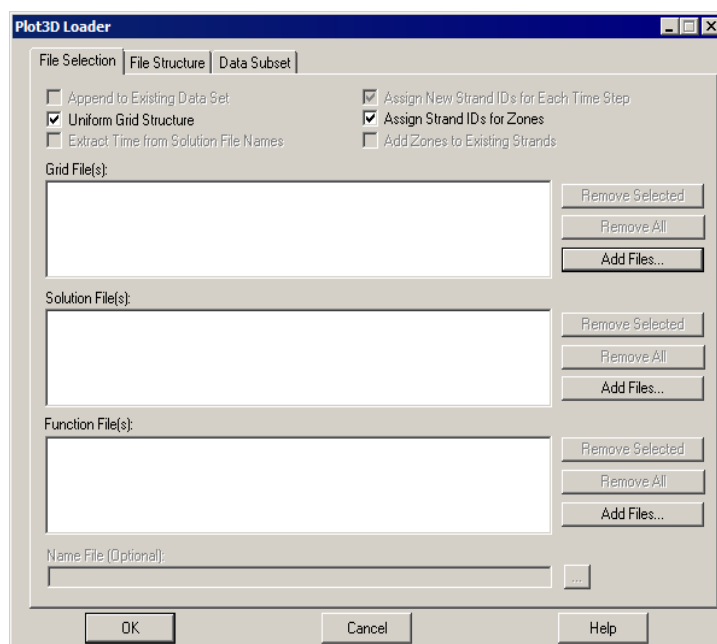 Plot3D Loader
File Selection File Structure Data Subset
Append to Existing Data Set Assign New Strand IDs for Each Time Step
Uniform Grid Structure Assign Strand IDs for Zones
Extract Time from Solution File Names Add Zones to Existing Strands
Grid File(s):
Remove Selected
Remove All
Add Files...
Solution File(s):
Remove Selected
Remove All
Add Files...
Function File(s):
Remove Selected
Remove All
Add Files...
Name File (Optional):
...
OK Cancel Help